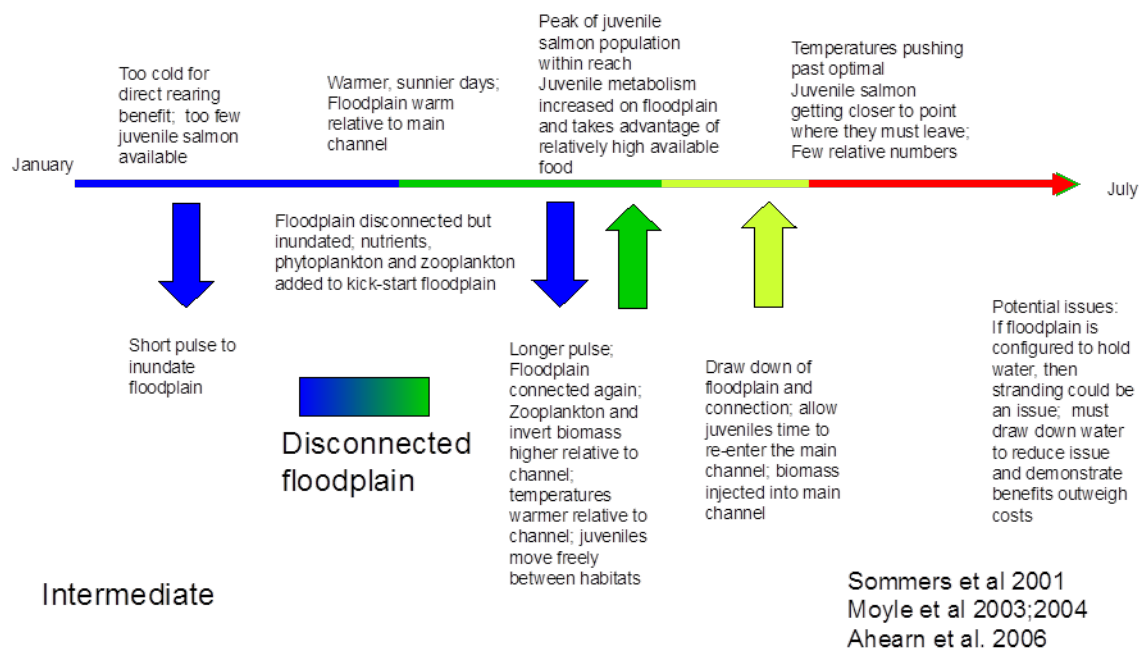 Too cold for
direct rearing
benefit;  too few
juvenile salmon
available
Warmer, sunnier days;
Floodplain warm
relative to main
channel
Peak of juvenile
salmon population
within reach
Juvenile metabolism
increased on floodplain
and takes advantage of
relatively high available
food
Temperatures pushing
past optimal
Juvenile salmon
getting closer to point
where they must leave;
Few relative numbers
January
July
Floodplain disconnected but
inundated; nutrients,
phytoplankton and zooplankton
added to kick-start floodplain
Short pulse to
inundate
floodplain
Disconnected
floodplain
Longer pulse;
Floodplain
connected again;
Zooplankton and
invert biomass
higher relative to
channel;
temperatures
warmer relative to
channel; juveniles
move freely
between habitats
Draw down of
floodplain and
connection; allow
juveniles time to
re-enter the main
channel; biomass
injected into main
channel
Potential issues:
If floodplain is
configured to hold
water, then
stranding could be
an issue;  must
draw down water
to reduce issue
and demonstrate
benefits outweigh
costs
Intermediate
Sommers et al 2001
Moyle et al 2003;2004
Ahearn et al. 2006